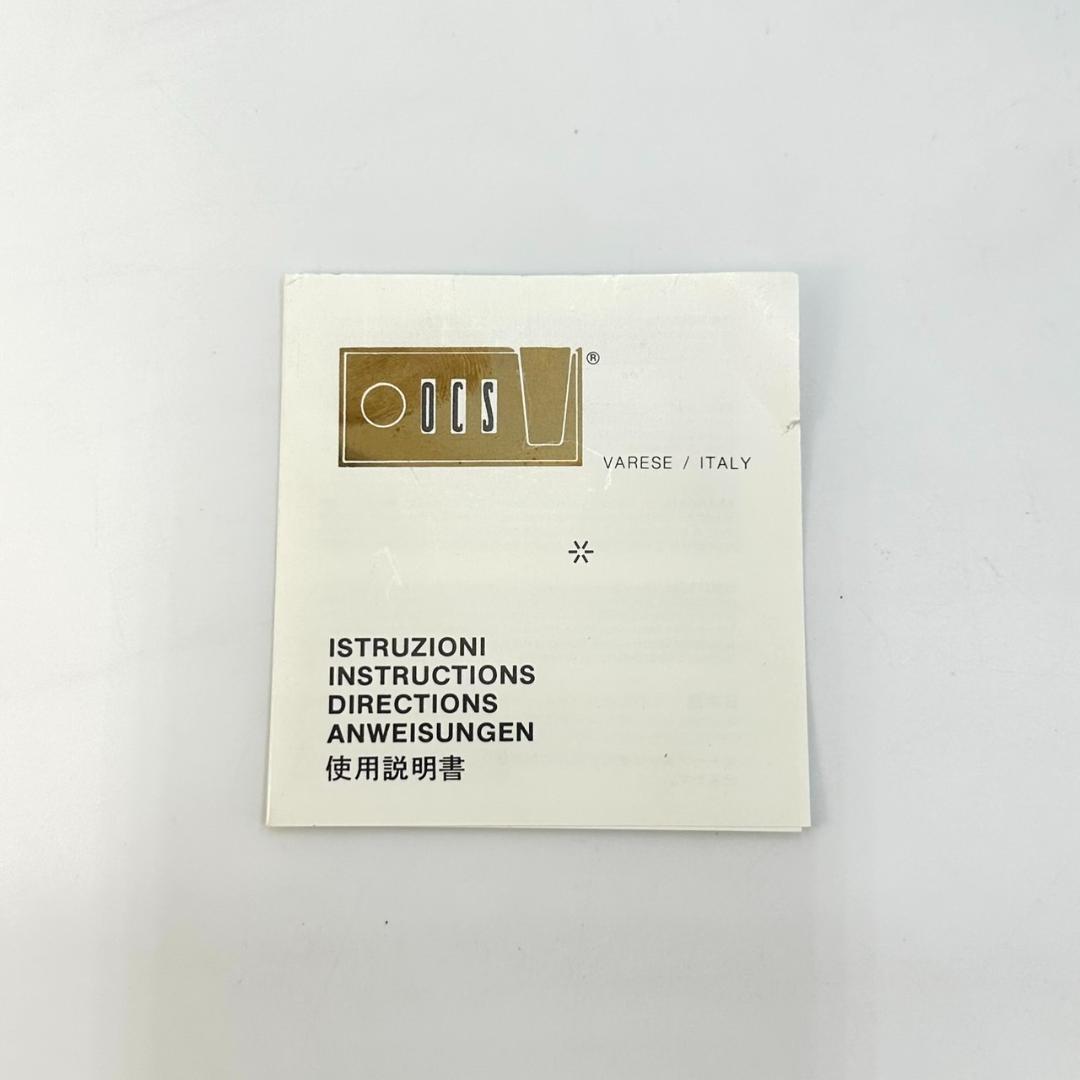 OCS ®
VARESE / ITALY
ISTRUZIONI
INSTRUCTIONS
DIRECTIONS
ANWEISUNGEN
使用説明書